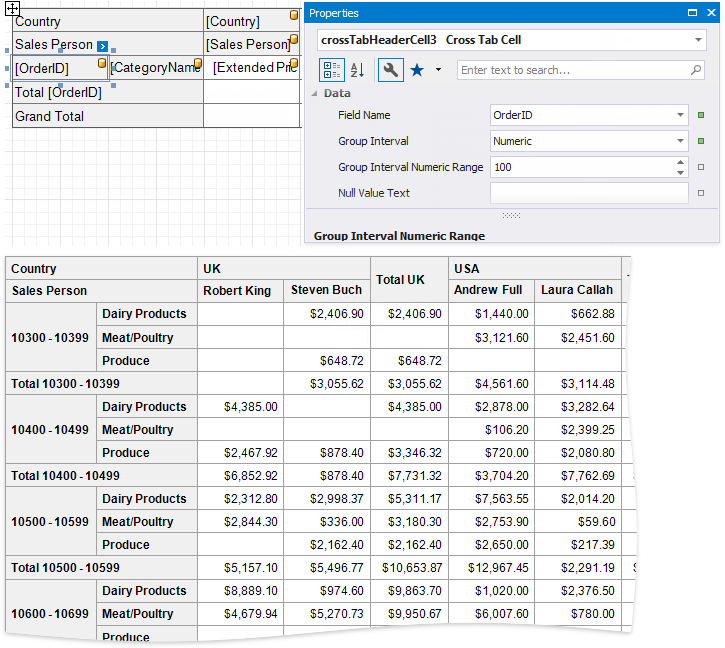 Country [Country]
Sales Person [Sales Person]
[OrderID] [CategoryName [Extended Pric
Total [OrderID]
Grand Total
Properties
crossTabHeaderCell3 Cross Tab Cell
Enter text to search...
Data
Field Name OrderID
Group Interval Numeric
Group Interval Numeric Range 100
Null Value Text
Group Interval Numeric Range
Country UK Total UK USA
Sales Person Robert King Steven Buch Andrew Full Laura Callah
10300 - 10399 Dairy Products $2,406.90 $2,406.90 $1,440.00 $662.88
Meat/Poultry $3,121.60 $2,451.60
Produce $648.72 $648.72
Total 10300 - 10399 $3,055.62 $3,055.62 $4,561.60 $3,114.48
10400 - 10499 Dairy Products $4,385.00 $4,385.00 $2,878.00 $3,282.64
Meat/Poultry $106.20 $2,399.25
Produce $2,467.92 $878.40 $3,346.32 $720.00 $2,080.80
Total 10400 - 10499 $6,852.92 $878.40 $7,731.32 $3,704.20 $7,762.69
10500 - 10599 Dairy Products $2,312.80 $2,998.37 $5,311.17 $7,563.55 $2,014.20
Meat/Poultry $2,844.30 $336.00 $3,180.30 $2,753.90 $59.60
Produce $2,162.40 $2,162.40 $2,650.00 $217.39
Total 10500 - 10599 $5,157.10 $5,496.77 $10,653.87 $12,967.45 $2,291.19
10600 - 10699 Dairy Products $8,889.10 $974.60 $9,863.70 $1,020.00 $2,376.50
Meat/Poultry $4,679.94 $5,270.73 $9,950.67 $6,007.60 $780.00
Produce